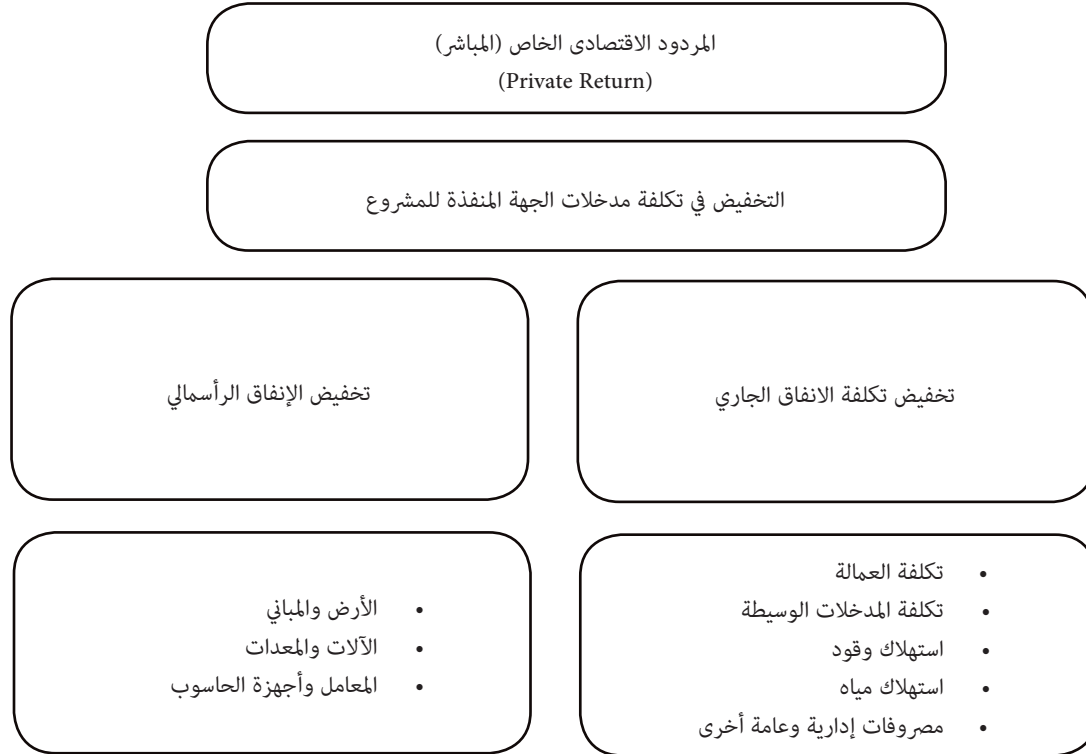 المردود الاقتصادى الخاص (المباشر)
(Private Return)
التخفيض في تكلفة مدخلات الجهة المنفذة للمشروع
تخفيض تكلفة الانفاق الجاري
تخفيض الإنفاق الرأسمالي
• تكلفة العمالة
• تكلفة المدخلات الوسيطة
• استهلاك وقود
• استهلاك مياه
• مصروفات إدارية وعامة أخرى
• الأرض والمباني
• الآلات والمعدات
• المعامل وأجهزة الحاسوب